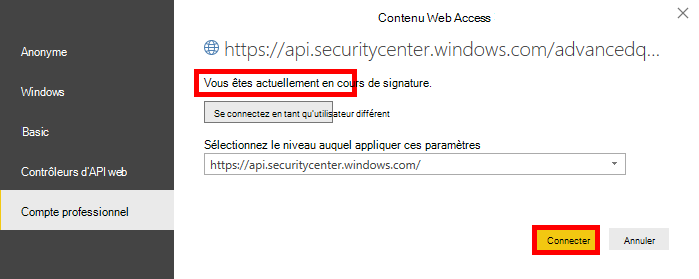 Contenu Web Access
Anonyme
Windows
Basic
Contrôleurs d'API web
Compte professionnel
https://api.securitycenter.windows.com/advancedq...
Vous êtes actuellement en cours de signature.
Se connectez en tant qu'utilisateur différent
Sélectionnez le niveau auquel appliquer ces paramètres
https://api.securitycenter.windows.com/
Connecter
Annuler